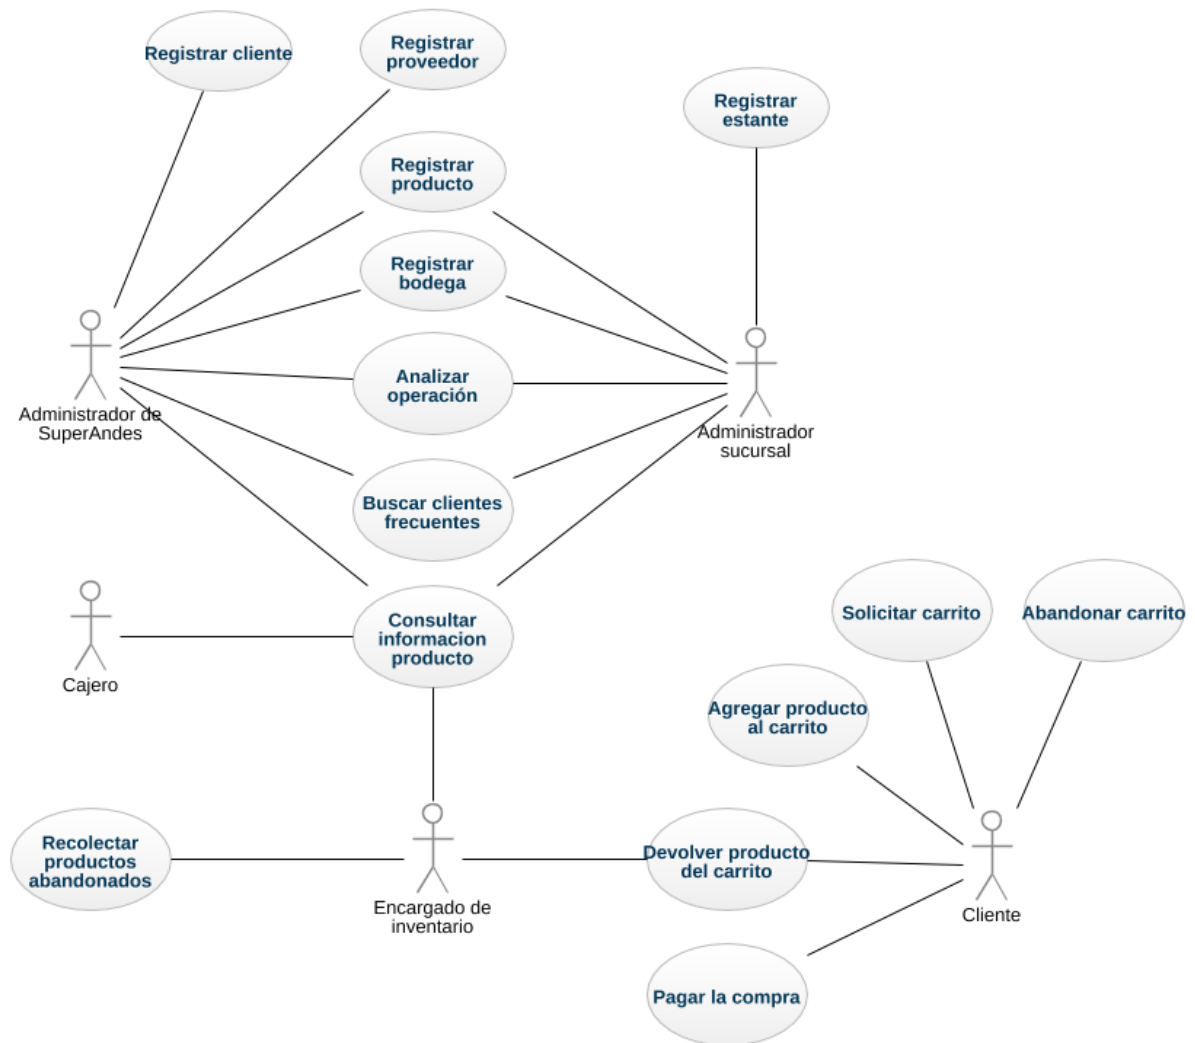 Registrar cliente
Registrar
proveedor
Registrar
estante
Registrar
producto
Registrar
bodega
Analizar
operación
Administrador de
SuperAndes
Administrador
sucursal
Buscar clientes
frecuentes
Consultar
informacion
producto
Cajero
Solicitar carrito
Abandonar carrito
Agregar producto
al carrito
Recolectar
productos
abandonados
Encargado de
inventario
Devolver producto
del carrito
Cliente
Pagar la compra